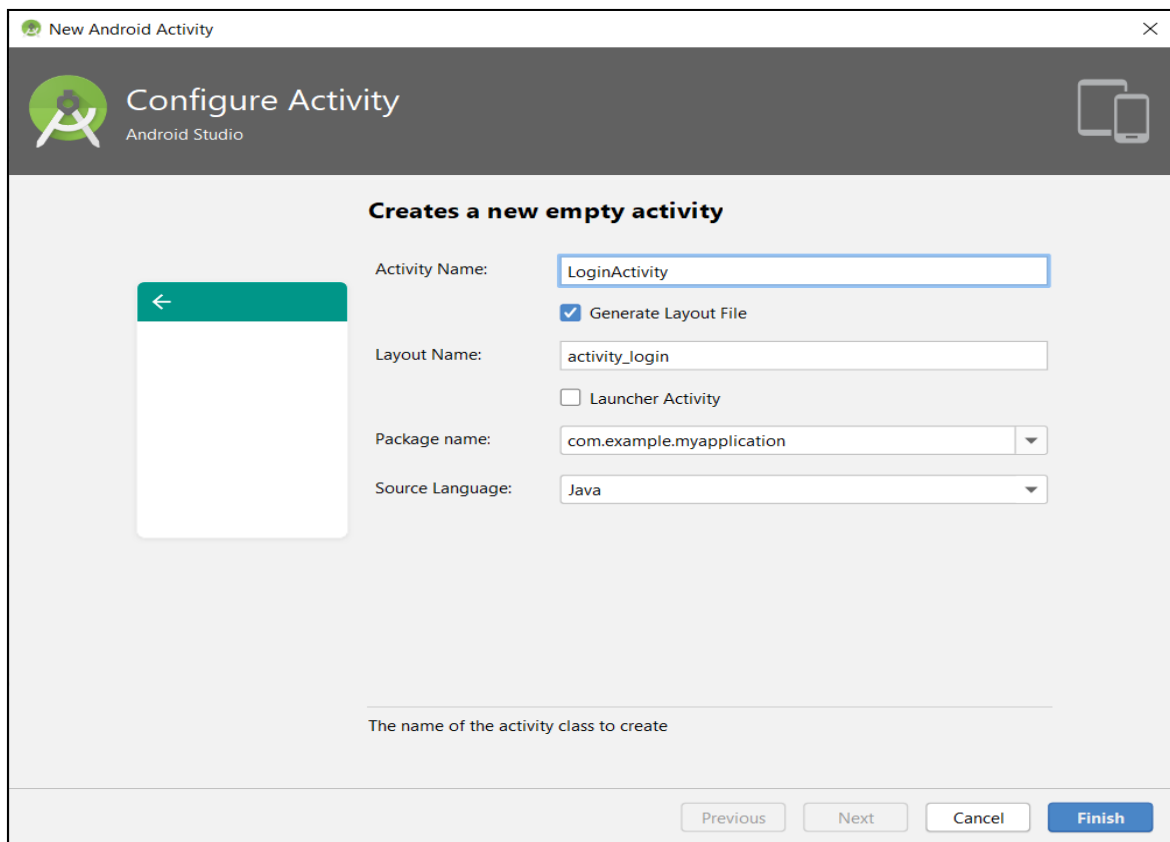 New Android Activity
Configure Activity
Android Studio
Creates a new empty activity
Activity Name:
LoginActivity
Generate Layout File
Layout Name:
activity_login
Launcher Activity
Package name:
com.example.myapplication
Source Language:
Java
The name of the activity class to create
Previous
Next
Cancel
Finish